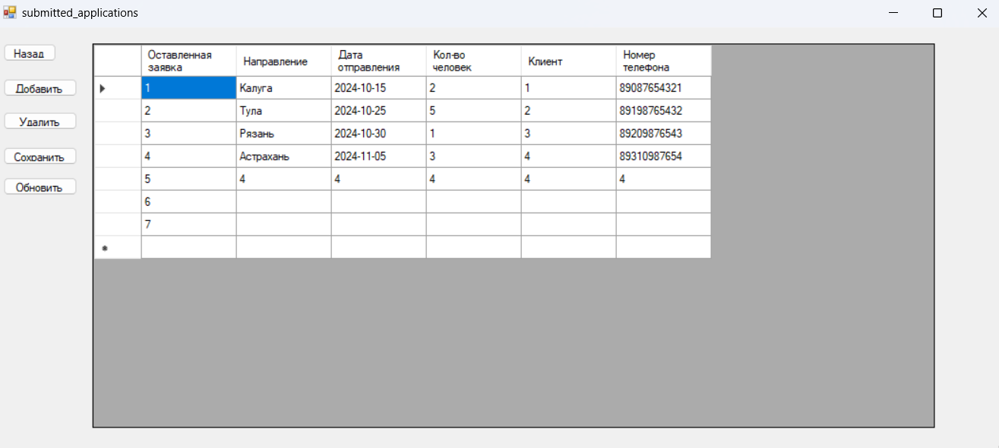 submitted_applications
Назад
Добавить
Удалить
Сохранить
Обновить
Оставленная заявка Направление Дата отправления Кол-во человек Клиент Номер телефона
1 Калуга 2024-10-15 2 1 89087654321
2 Тула 2024-10-25 5 2 89198765432
3 Рязань 2024-10-30 1 3 89209876543
4 Астрахань 2024-11-05 3 4 89310987654
5 4 4 4 4 4
6
7